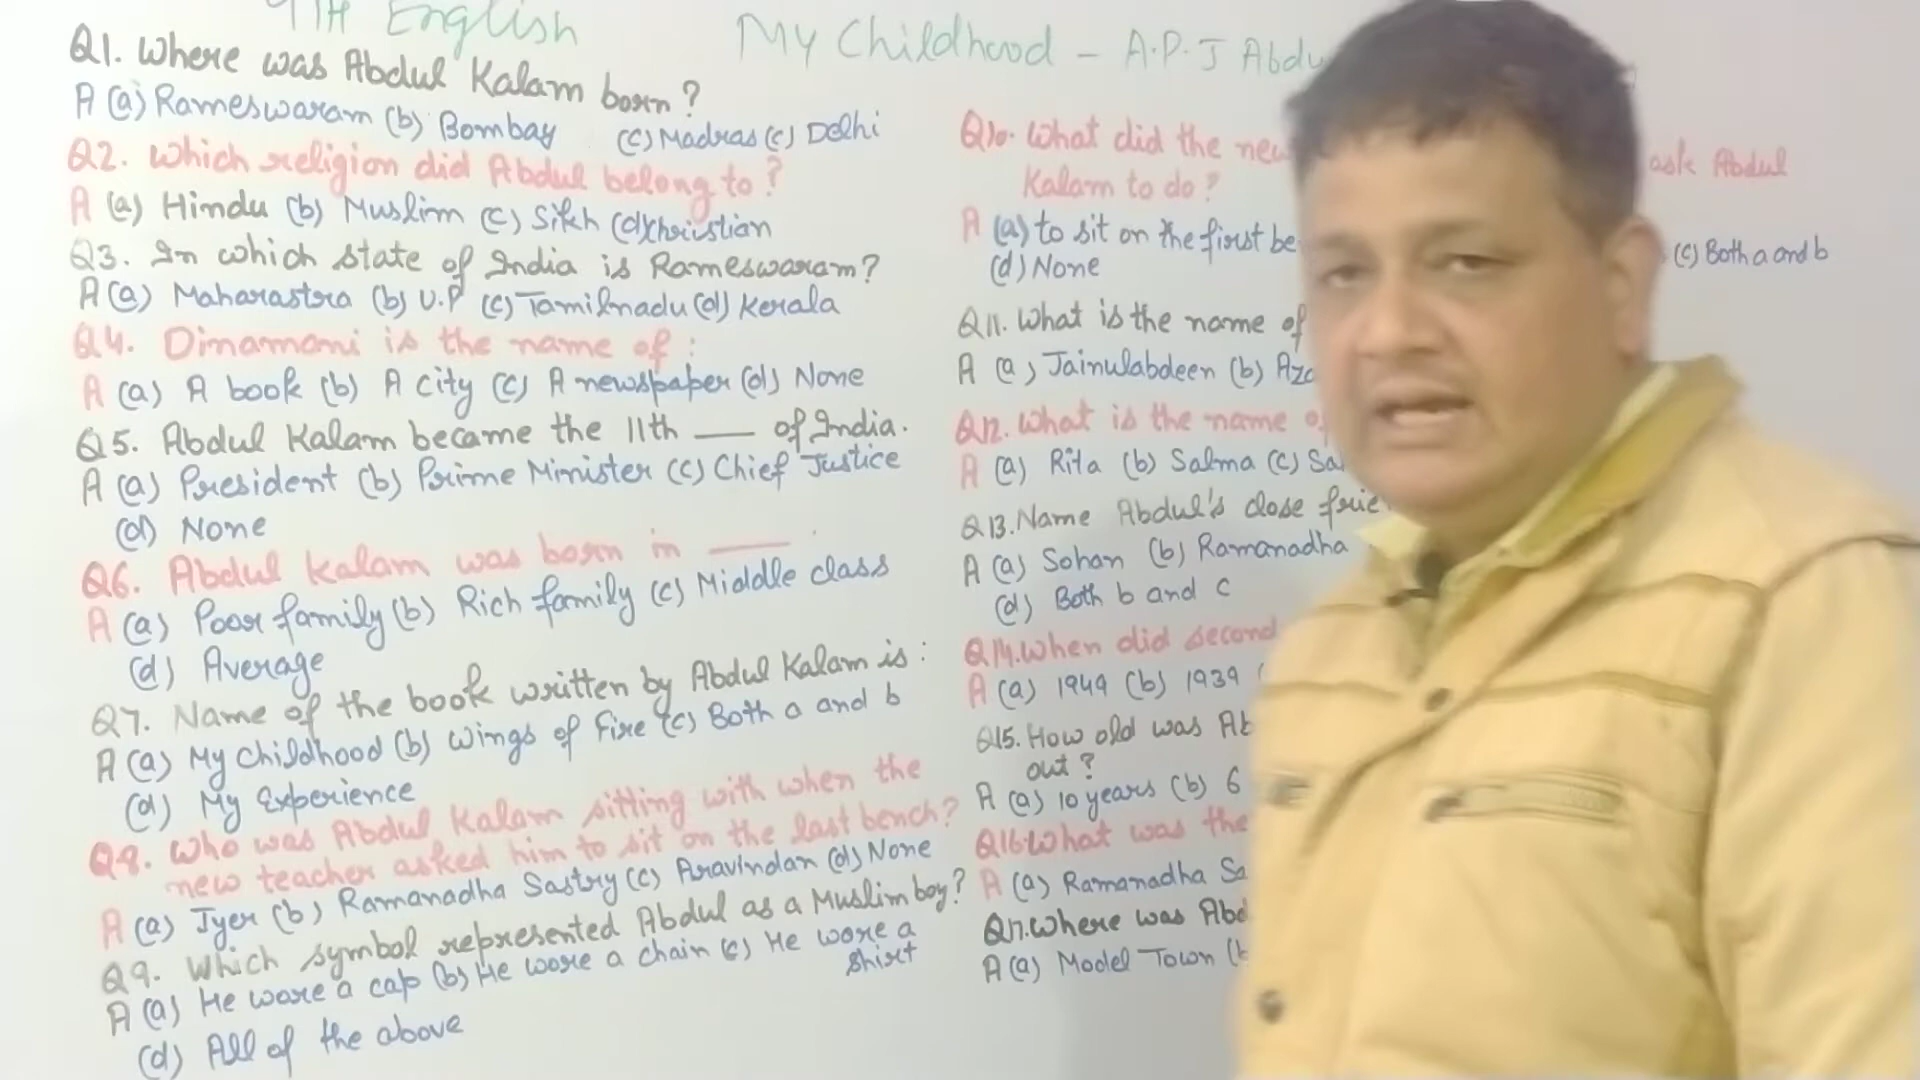 9TH English
My Childhood - A.P.J Abdu
Q1. Where was Abdul Kalam born?
A (a) Rameswaram (b) Bombay (c) Madras (c) Delhi
Q2. Which religion did Abdul belong to?
A (a) Hindu (b) Muslim (c) Sikh (d) Christian
Q3. In which state of India is Rameswaram?
A (a) Maharastra (b) U.P (c) Tamilnadu (d) Kerala
Q4. Dinamani is the name of:
A (a) A book (b) A city (c) A newspaper (d) None
Q5. Abdul Kalam became the 11th ___ of India.
A (a) President (b) Prime Minister (c) Chief Justice
(d) None
Q6. Abdul Kalam was born in ___.
A (a) Poor family (b) Rich family (c) Middle class
(d) Average
Q7. Name of the book written by Abdul Kalam is:
A (a) My Childhood (b) Wings of Fire (c) Both a and b
(d) My Experience
Q8. Who was Abdul Kalam sitting with when the
new teacher asked him to sit on the last bench?
A (a) Iyer (b) Ramanadha Sastry (c) Aravindan (d) None
Q9. Which symbol represented Abdul as a Muslim boy?
A (a) He wore a cap (b) He wore a chain (c) He wore a
shirt
(d) All of the above
Q10. What did the new ask Abdul
Kalam to do?
A (a) to sit on the first be (c) Both a and b
(d) None
Q11. What is the name of
A (a) Jainulabdeen (b) Aza
Q12. What is the name of
A (a) Rita (b) Salma (c) Sa
Q13. Name Abdul's close frie
A (a) Sohan (b) Ramanadha
(d) Both b and c
Q14. When did second
A (a) 1949 (b) 1939
Q15. How old was Ab
out?
A (a) 10 years (b) 6
Q16. What was the
A (a) Ramanadha Sa
Q17. Where was Abd
A (a) Model Town (b